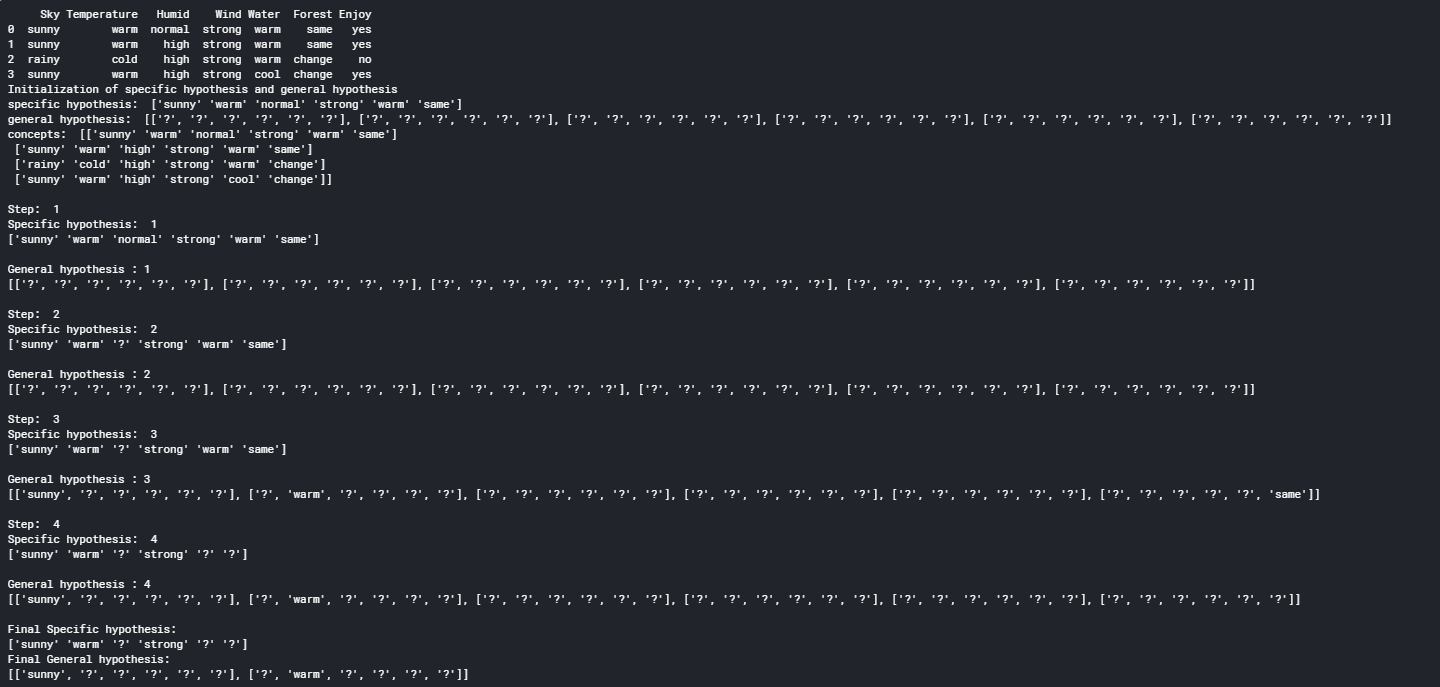 Sky Temperature Humid Wind Water Forest Enjoy
0 sunny warm normal strong warm same yes
1 sunny warm high strong warm same yes
2 rainy cold high strong warm change no
3 sunny warm high strong cool change yes
Initialization of specific hypothesis and general hypothesis
specific hypothesis:  ['sunny' 'warm' 'normal' 'strong' 'warm' 'same']
general hypothesis:  [['?', '?', '?', '?', '?', '?'], ['?', '?', '?', '?', '?', '?'], ['?', '?', '?', '?', '?', '?'], ['?', '?', '?', '?', '?', '?'], ['?', '?', '?', '?', '?', '?'], ['?', '?', '?', '?', '?', '?']]
concepts:  [['sunny' 'warm' 'normal' 'strong' 'warm' 'same']
['sunny' 'warm' 'high' 'strong' 'warm' 'same']
['rainy' 'cold' 'high' 'strong' 'warm' 'change']
['sunny' 'warm' 'high' 'strong' 'cool' 'change']]
Step:  1
Specific hypothesis:  1
['sunny' 'warm' 'normal' 'strong' 'warm' 'same']
General hypothesis : 1
[['?', '?', '?', '?', '?', '?'], ['?', '?', '?', '?', '?', '?'], ['?', '?', '?', '?', '?', '?'], ['?', '?', '?', '?', '?', '?'], ['?', '?', '?', '?', '?', '?'], ['?', '?', '?', '?', '?', '?']]
Step:  2
Specific hypothesis:  2
['sunny' 'warm' '?' 'strong' 'warm' 'same']
General hypothesis : 2
[['?', '?', '?', '?', '?', '?'], ['?', '?', '?', '?', '?', '?'], ['?', '?', '?', '?', '?', '?'], ['?', '?', '?', '?', '?', '?'], ['?', '?', '?', '?', '?', '?'], ['?', '?', '?', '?', '?', '?']]
Step:  3
Specific hypothesis:  3
['sunny' 'warm' '?' 'strong' 'warm' 'same']
General hypothesis : 3
[['sunny', '?', '?', '?', '?', '?'], ['?', 'warm', '?', '?', '?', '?'], ['?', '?', '?', '?', '?', '?'], ['?', '?', '?', '?', '?', '?'], ['?', '?', '?', '?', '?', '?'], ['?', '?', '?', '?', '?', 'same']]
Step:  4
Specific hypothesis:  4
['sunny' 'warm' '?' 'strong' '?' '?']
General hypothesis : 4
[['sunny', '?', '?', '?', '?', '?'], ['?', 'warm', '?', '?', '?', '?'], ['?', '?', '?', '?', '?', '?'], ['?', '?', '?', '?', '?', '?'], ['?', '?', '?', '?', '?', '?'], ['?', '?', '?', '?', '?', '?']]
Final Specific hypothesis:
['sunny' 'warm' '?' 'strong' '?' '?']
Final General hypothesis:
[['sunny', '?', '?', '?', '?', '?'], ['?', 'warm', '?', '?', '?', '?']]